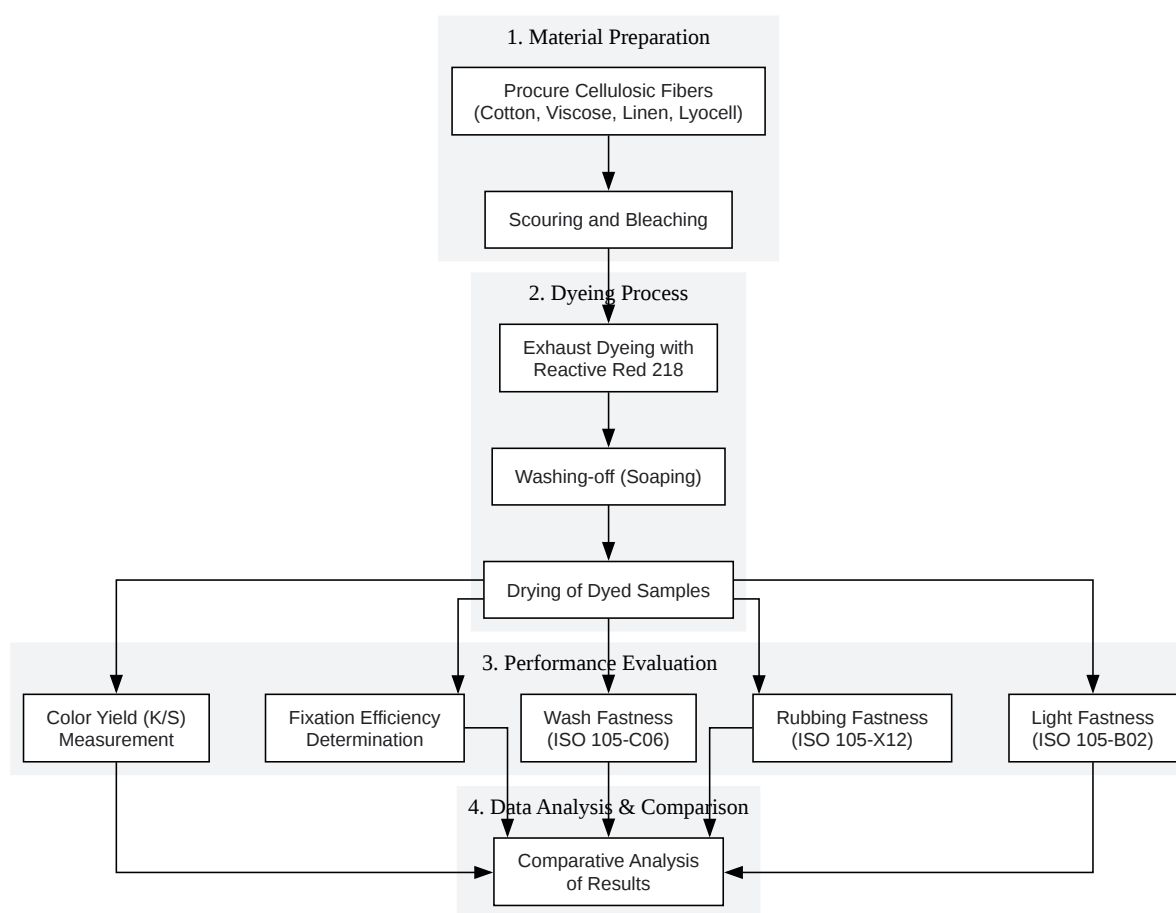 1. Material Preparation
Procure Cellulosic Fibers
(Cotton, Viscose, Linen, Lyocell)
Scouring and Bleaching
2. Dyeing Process
Exhaust Dyeing with
Reactive Red 218
Washing-off (Soaping)
Drying of Dyed Samples
3. Performance Evaluation
Color Yield (K/S)
Measurement
Fixation Efficiency
Determination
Wash Fastness
(ISO 105-C06)
Rubbing Fastness
(ISO 105-X12)
Light Fastness
(ISO 105-B02)
4. Data Analysis & Comparison
Comparative Analysis
of Results